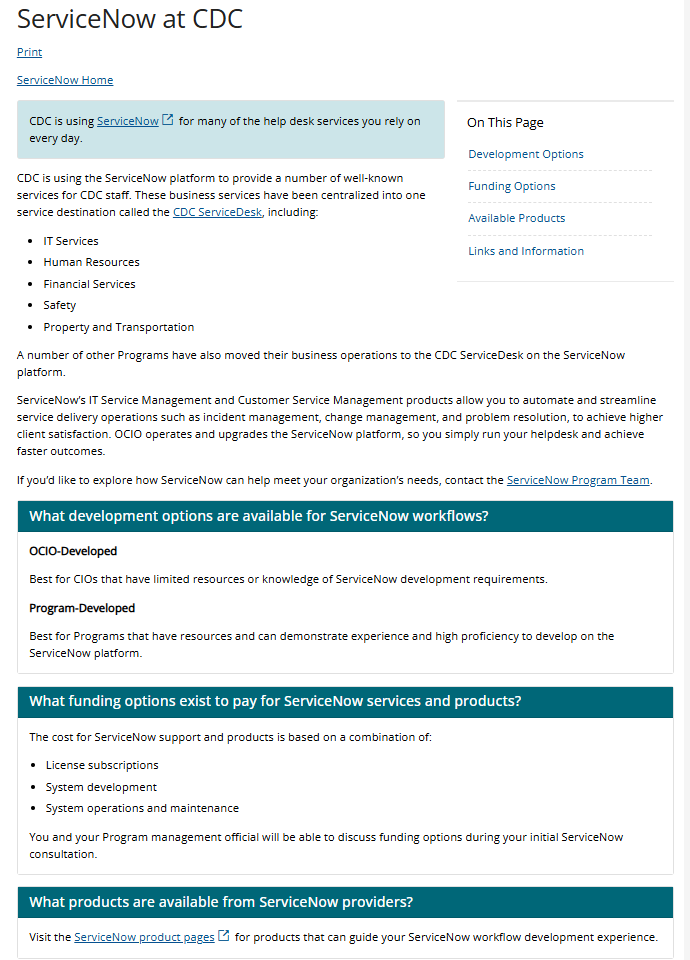 ServiceNow at CDC
Print
ServiceNow Home
CDC is using ServiceNow for many of the help desk services you rely on
every day.
On This Page
Development Options
Funding Options
Available Products
Links and Information
CDC is using the ServiceNow platform to provide a number of well-known
services for CDC staff. These business services have been centralized into one
service destination called the CDC ServiceDesk, including:
IT Services
Human Resources
Financial Services
Safety
Property and Transportation
A number of other Programs have also moved their business operations to the CDC ServiceDesk on the ServiceNow
platform.
ServiceNow's IT Service Management and Customer Service Management products allow you to automate and streamline
service delivery operations such as incident management, change management, and problem resolution, to achieve higher
client satisfaction. OCIO operates and upgrades the ServiceNow platform, so you simply run your helpdesk and achieve
faster outcomes.
If you'd like to explore how ServiceNow can help meet your organization's needs, contact the ServiceNow Program Team.
What development options are available for ServiceNow workflows?
OCIO-Developed
Best for CIOs that have limited resources or knowledge of ServiceNow development requirements.
Program-Developed
Best for Programs that have resources and can demonstrate experience and high proficiency to develop on the
ServiceNow platform.
What funding options exist to pay for ServiceNow services and products?
The cost for ServiceNow support and products is based on a combination of:
License subscriptions
System development
System operations and maintenance
You and your Program management official will be able to discuss funding options during your initial ServiceNow
consultation.
What products are available from ServiceNow providers?
Visit the ServiceNow product pages for products that can guide your ServiceNow workflow development experience.